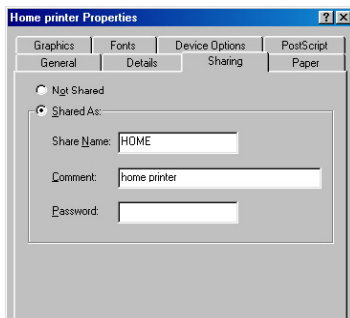 Home printer Properties
Graphics Fonts Device Options PostScript
General Details Sharing Paper
Not Shared
Shared As:
Share Name: HOME
Comment: home printer
Password: